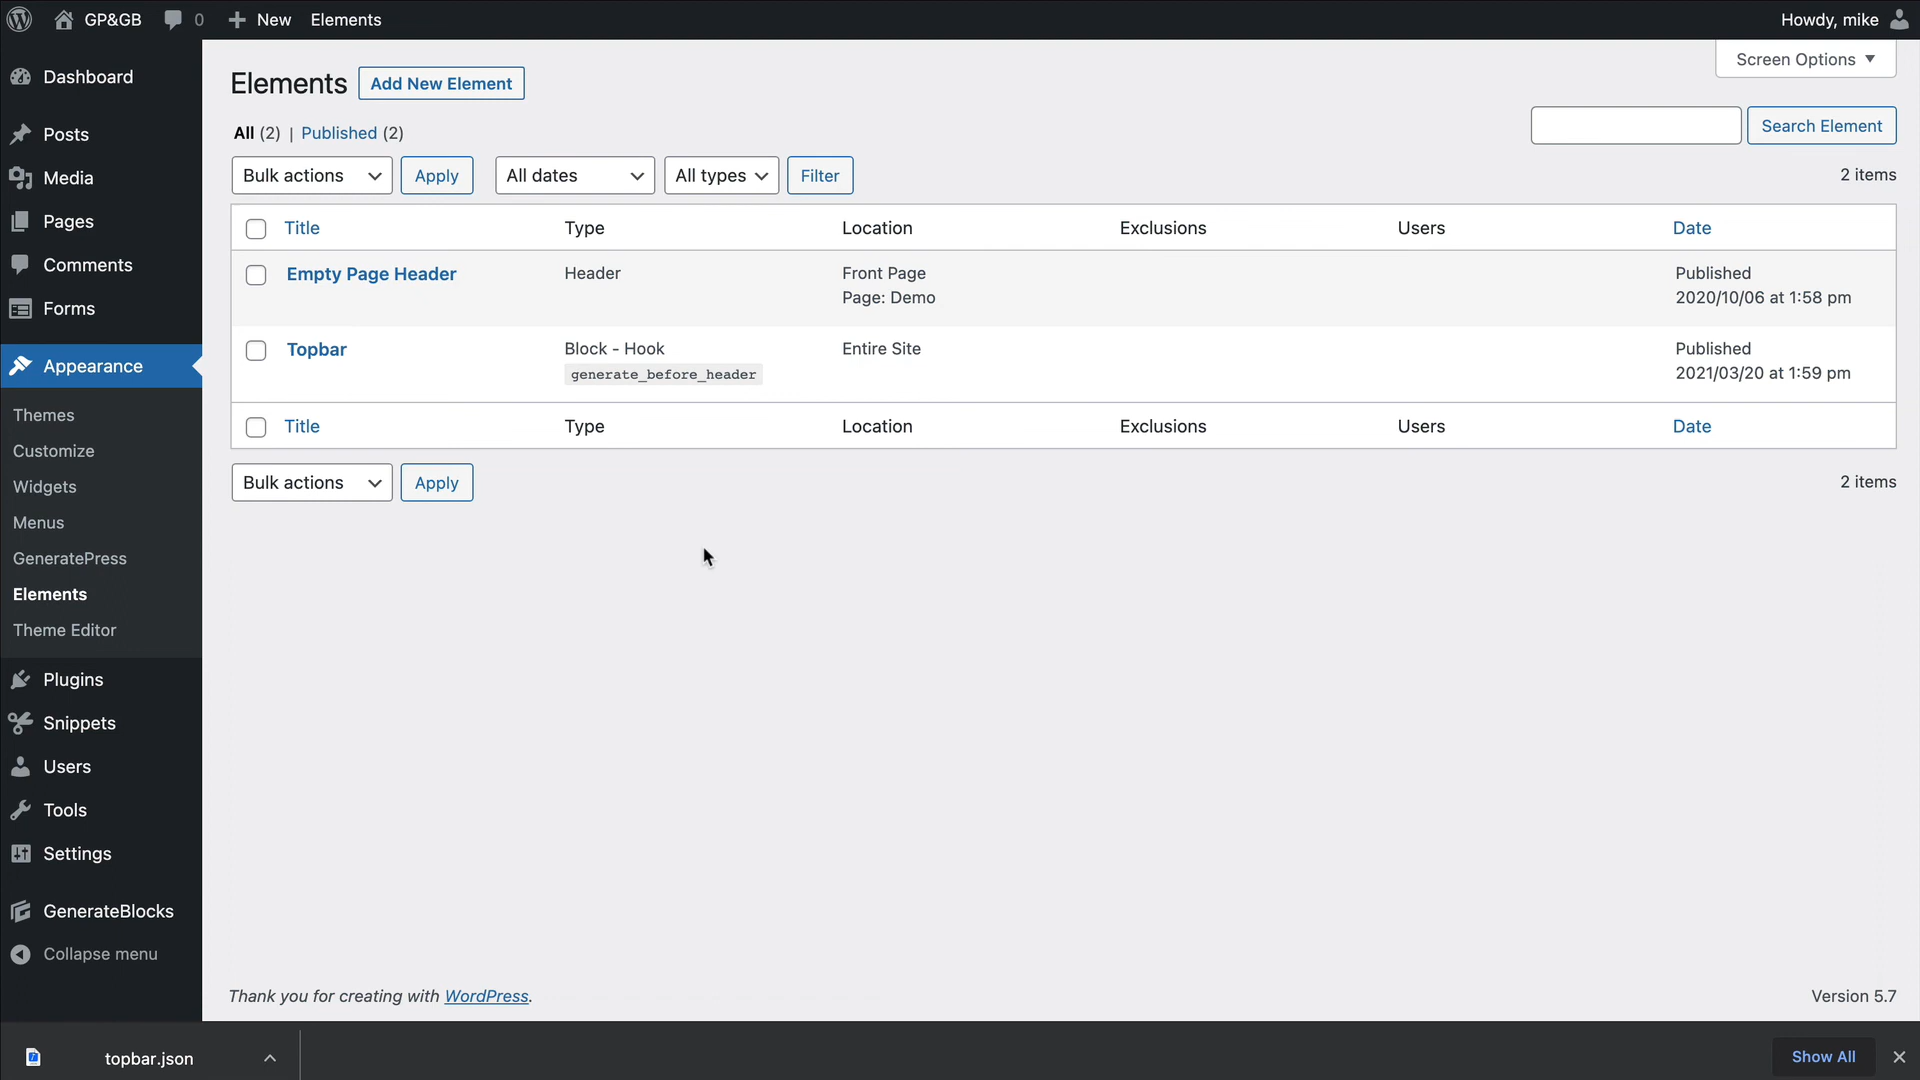 GP&GB 0 New Elements Howdy, mike
Dashboard
Posts
Media
Pages
Comments
Forms
Appearance
Themes
Customize
Widgets
Menus
GeneratePress
Elements
Theme Editor
Plugins
Snippets
Users
Tools
Settings
GenerateBlocks
Collapse menu
Screen Options
Elements Add New Element
All (2) | Published (2)
Search Element
Bulk actions Apply All dates All types Filter 2 items
Title Type Location Exclusions Users Date
Empty Page Header Header Front Page Published
Page: Demo 2020/10/06 at 1:58 pm
Topbar Block - Hook Entire Site Published
generate_before_header 2021/03/20 at 1:59 pm
Title Type Location Exclusions Users Date
Bulk actions Apply 2 items
Thank you for creating with WordPress. Version 5.7
topbar.json Show All